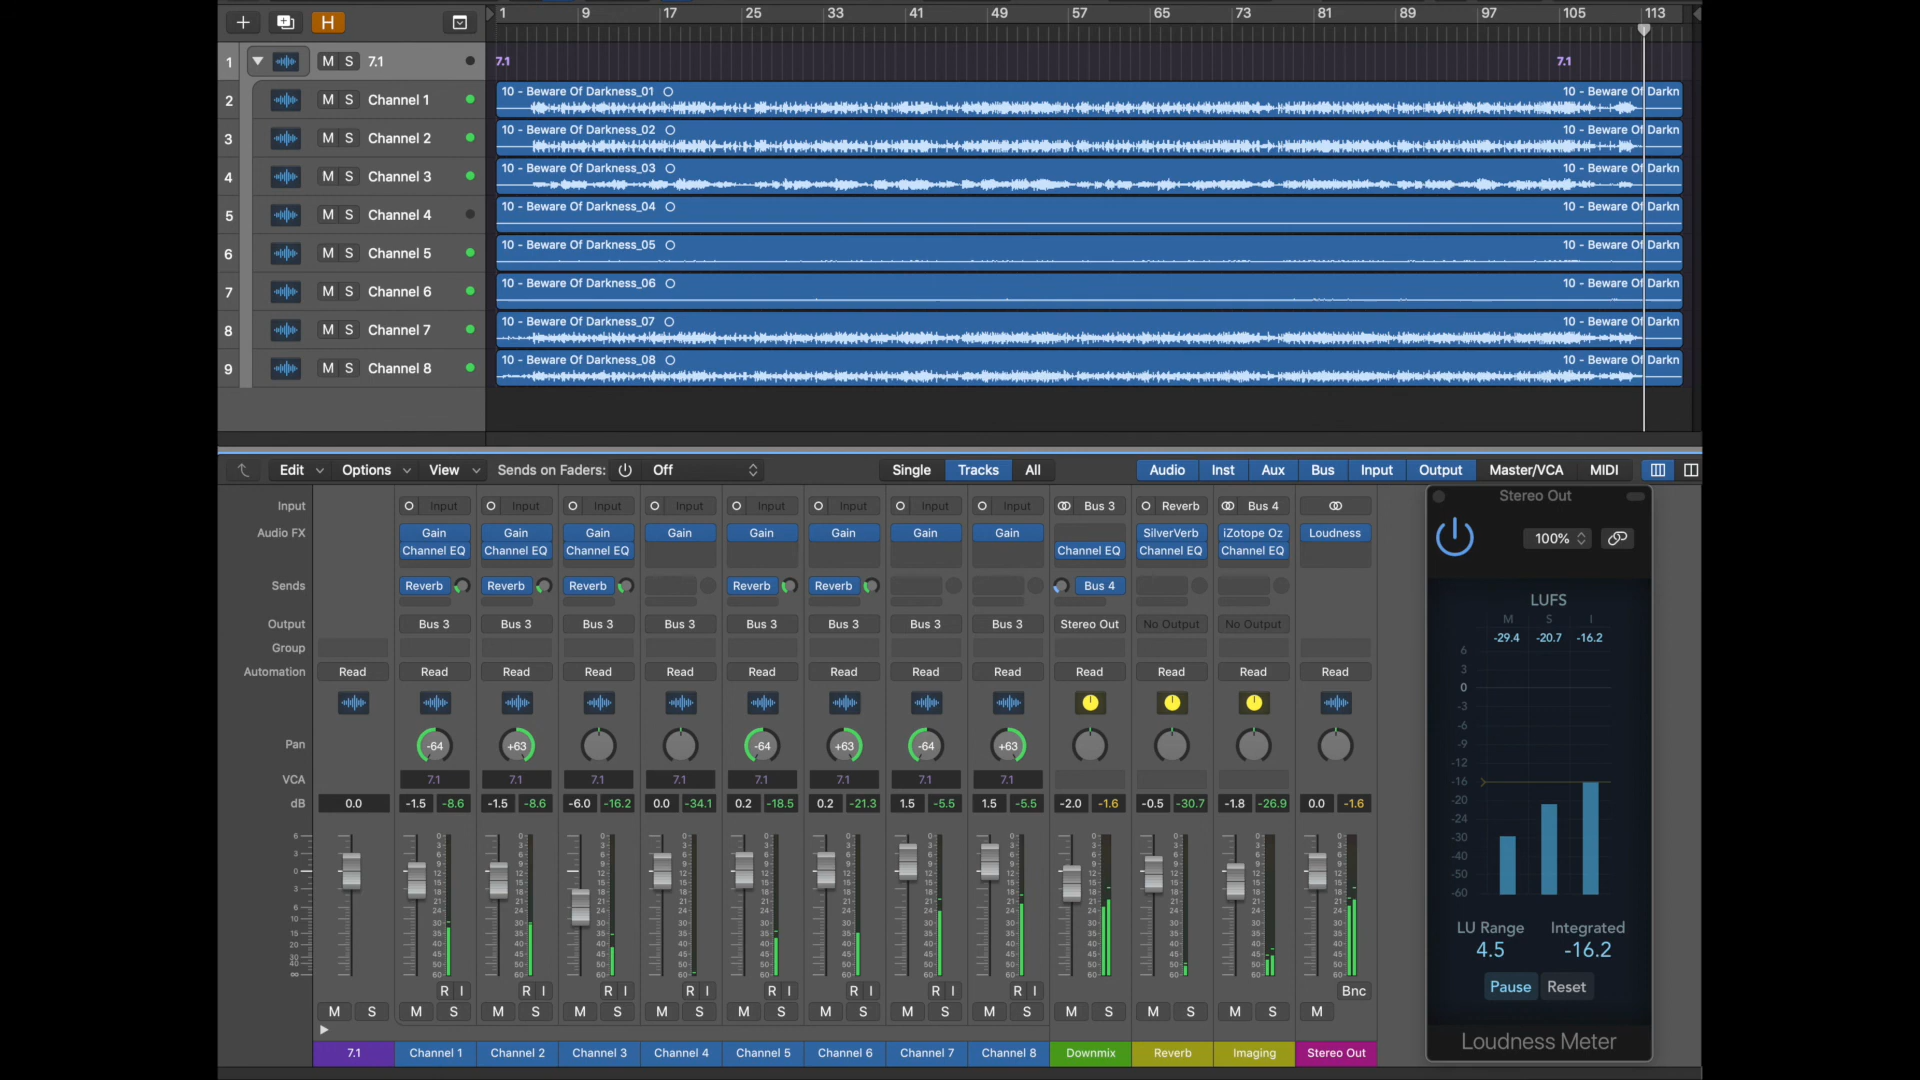 H
1 9 17 25 33 41 49 57 65 73 81 89 97 105 113
1 M S 7.1 7.1 7.1
2 M S Channel 1 10 - Beware Of Darkness_01 10 - Beware Of Darkn
3 M S Channel 2 10 - Beware Of Darkness_02 10 - Beware Of Darkn
4 M S Channel 3 10 - Beware Of Darkness_03 10 - Beware Of Darkn
5 M S Channel 4 10 - Beware Of Darkness_04 10 - Beware Of Darkn
6 M S Channel 5 10 - Beware Of Darkness_05 10 - Beware Of Darkn
7 M S Channel 6 10 - Beware Of Darkness_06 10 - Beware Of Darkn
8 M S Channel 7 10 - Beware Of Darkness_07 10 - Beware Of Darkn
9 M S Channel 8 10 - Beware Of Darkness_08 10 - Beware Of Darkn
Edit Options View Sends on Faders: Off Single Tracks All Audio Inst Aux Bus Input Output Master/VCA MIDI
Input Input Input Input Input Input Input Input Input Bus 3 Reverb Bus 4
Audio FX Gain Gain Gain Gain Gain Gain Gain Gain SilverVerb iZotope Oz Loudness
Channel EQ Channel EQ Channel EQ Channel EQ Channel EQ Channel EQ
Sends Reverb Reverb Reverb Reverb Reverb Bus 4
Output Bus 3 Bus 3 Bus 3 Bus 3 Bus 3 Bus 3 Bus 3 Bus 3 Stereo Out No Output No Output
Group
Automation Read Read Read Read Read Read Read Read Read Read Read Read Read
Pan -64 +63 -64 +63 -64 +63
VCA 7.1 7.1 7.1 7.1 7.1 7.1 7.1 7.1
dB 0.0 -1.5 -8.6 -1.5 -8.6 -6.0 -16.2 0.0 -34.1 0.2 -18.5 0.2 -21.3 1.5 -5.5 1.5 -5.5 -2.0 -1.6 -0.5 -30.7 -1.8 -26.9 0.0 -1.6
R I R I R I R I R I R I R I R I Bnc
M S M S M S M S M S M S M S M S M S M S M S M S M
7.1 Channel 1 Channel 2 Channel 3 Channel 4 Channel 5 Channel 6 Channel 7 Channel 8 Downmix Reverb Imaging Stereo Out
Stereo Out
100%
LUFS
M S I
-29.4 -20.7 -16.2
6
3
0
-3
-6
-9
-12
-16
-20
-24
-30
-40
-50
-60
LU Range Integrated
4.5 -16.2
Pause Reset
Loudness Meter